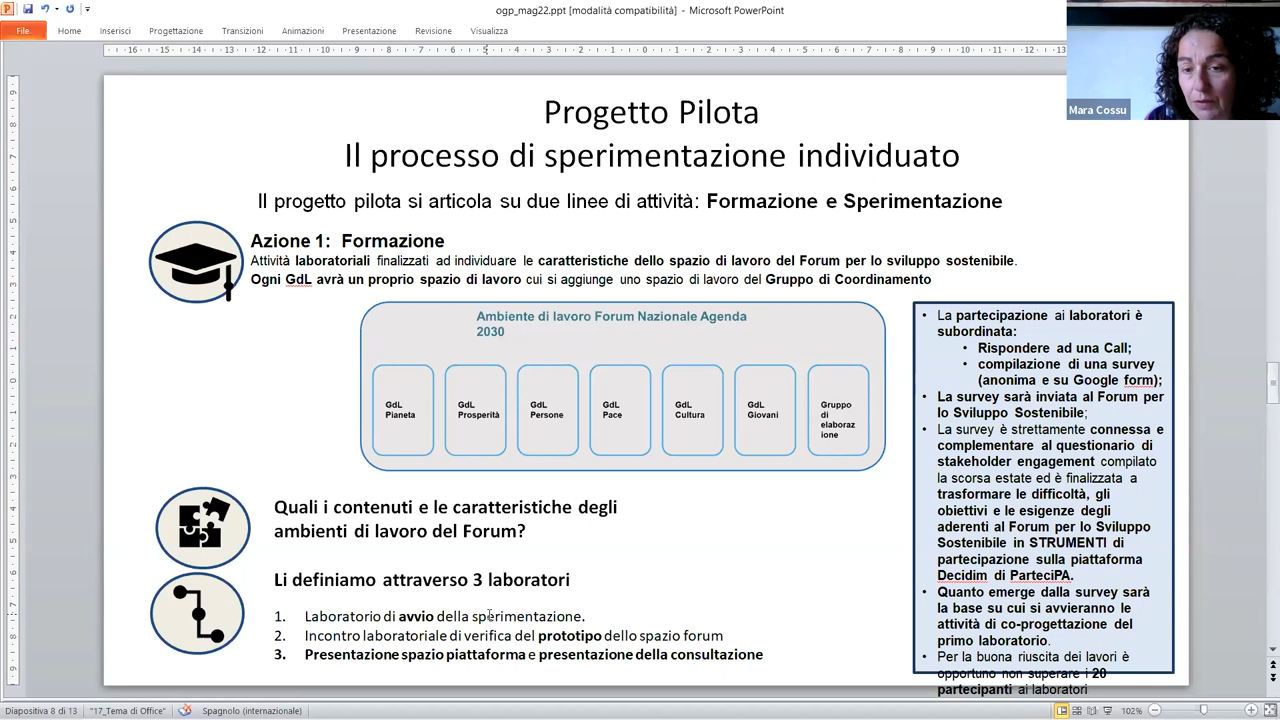 ogp_mag22.ppt [modalità compatibilità] - Microsoft PowerPoint
File
Home
Inserisci
Progettazione
Transizioni
Animazioni
Presentazione
Revisione
Visualizza
Mara Cossu
Progetto Pilota
Il processo di sperimentazione individuato
Il progetto pilota si articola su due linee di attività: Formazione e Sperimentazione
Azione 1: Formazione
Attività laboratoriali finalizzati ad individuare le caratteristiche dello spazio di lavoro del Forum per lo sviluppo sostenibile.
Ogni GdL avrà un proprio spazio di lavoro cui si aggiunge uno spazio di lavoro del Gruppo di Coordinamento
Ambiente di lavoro Forum Nazionale Agenda
2030
GdL
Pianeta
GdL
Prosperità
GdL
Persone
GdL
Pace
GdL
Cultura
GdL
Giovani
Gruppo
di
elaboraz
ione
Quali i contenuti e le caratteristiche degli
ambienti di lavoro del Forum?
Li definiamo attraverso 3 laboratori
1. Laboratorio di avvio della sperimentazione.
2. Incontro laboratoriale di verifica del prototipo dello spazio forum
3. Presentazione spazio piattaforma e presentazione della consultazione
• La partecipazione ai laboratori è
subordinata:
• Rispondere ad una Call;
• compilazione di una survey
(anonima e su Google form);
• La survey sarà inviata al Forum per
lo Sviluppo Sostenibile;
• La survey è strettamente connessa e
complementare al questionario di
stakeholder engagement compilato
la scorsa estate ed è finalizzata a
trasformare le difficoltà, gli
obiettivi e le esigenze degli
aderenti al Forum per lo Sviluppo
Sostenibile in STRUMENTI di
partecipazione sulla piattaforma
Decidim di ParteciPA.
• Quanto emerge dalla survey sarà
la base su cui si avvieranno le
attività di co-progettazione del
primo laboratorio.
• Per la buona riuscita dei lavori è
opportuno non superare i 20
partecipanti ai laboratori
Diapositiva 8 di 13
"17_Tema di Office"
Spagnolo (internazionale)
102%